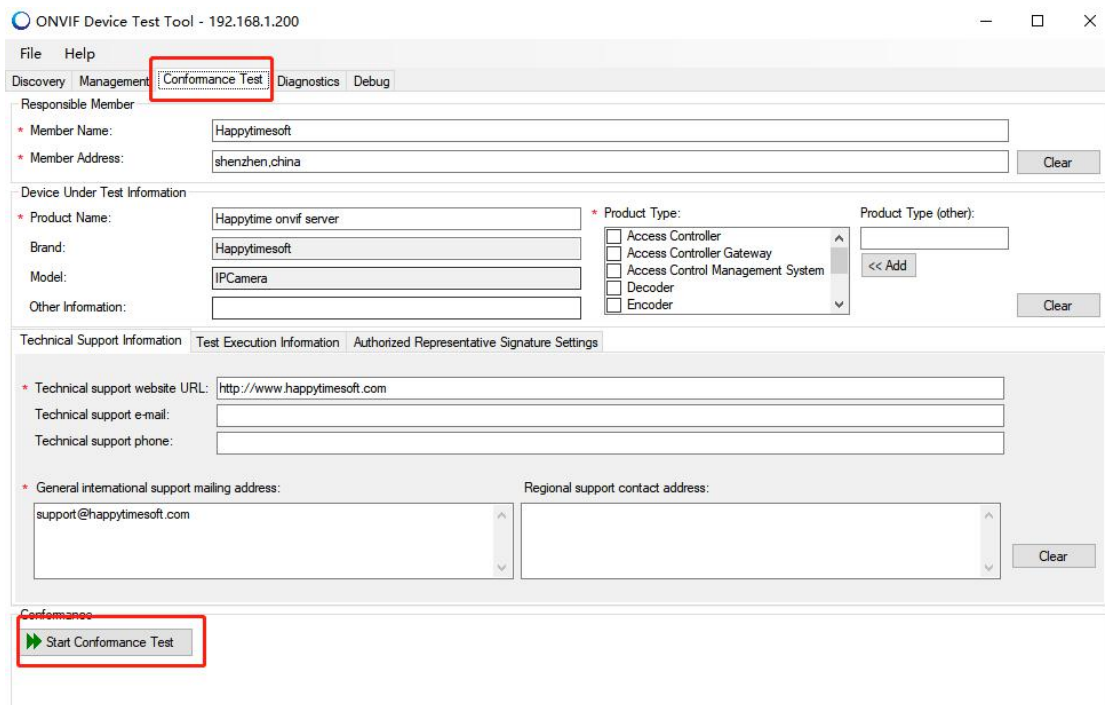 ONVIF Device Test Tool - 192.168.1.200
File Help
Discovery Management Conformance Test Diagnostics Debug
Responsible Member
* Member Name: Happytimesoft
* Member Address: shenzhen,china Clear
Device Under Test Information
* Product Name: Happytime onvif server * Product Type: Product Type (other):
Access Controller
Brand: Happytimesoft Access Controller Gateway
Model: IPCamera Access Control Management System << Add
Decoder
Other Information: Encoder Clear
Technical Support Information Test Execution Information Authorized Representative Signature Settings
* Technical support website URL: http://www.happytimesoft.com
Technical support e-mail:
Technical support phone:
* General international support mailing address: Regional support contact address:
support@happytimesoft.com
Clear
Conformance
Start Conformance Test